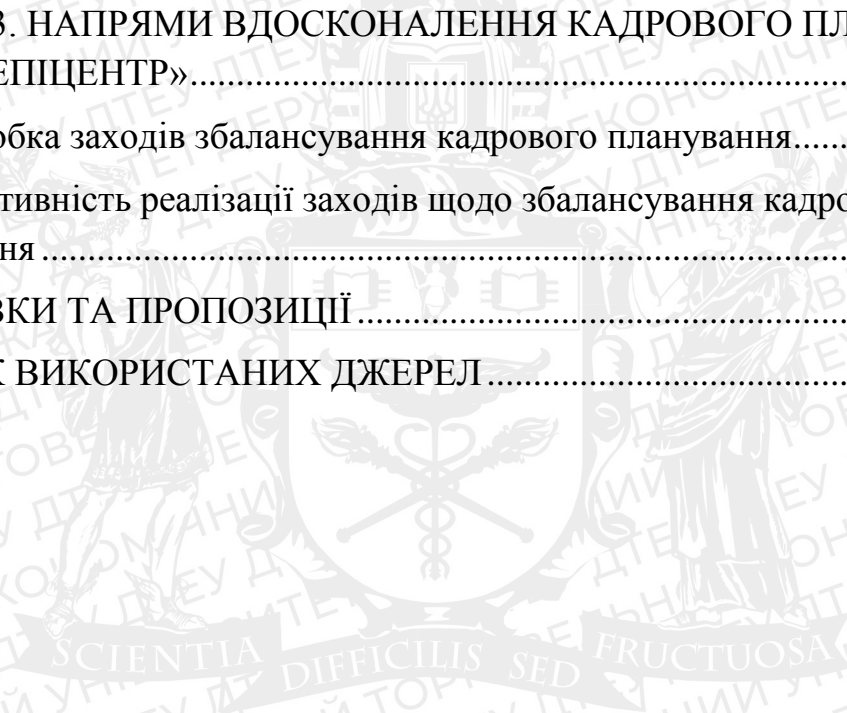 3. НАПРЯМИ ВДОСКОНАЛЕННЯ КАДРОВОГО ПЛ
ЕПІЦЕНТР»
обка заходів збалансування кадрового планування
тивність реалізації заходів щодо збалансування кадро
ня
ВКИ ТА ПРОПОЗИЦІЇ
К ВИКОРИСТАНИХ ДЖЕРЕЛ
SCIENTIA DIFFICILIS SED FRUCTUOSA